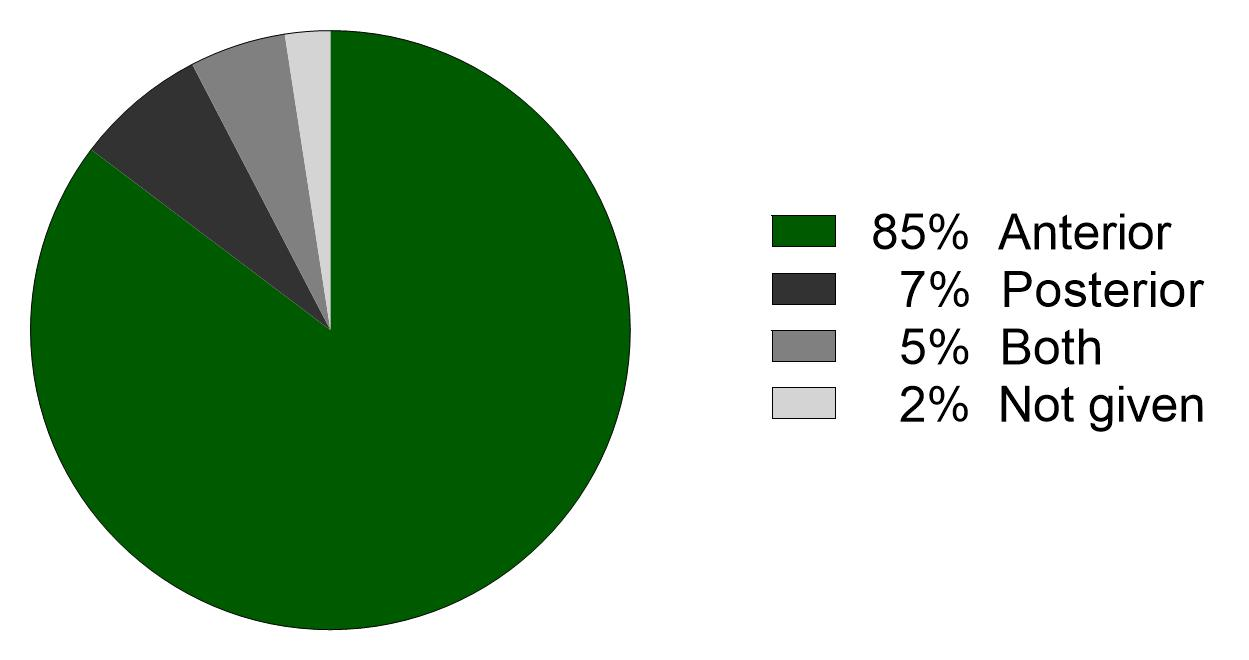 85% Anterior
7% Posterior
5% Both
2% Not given